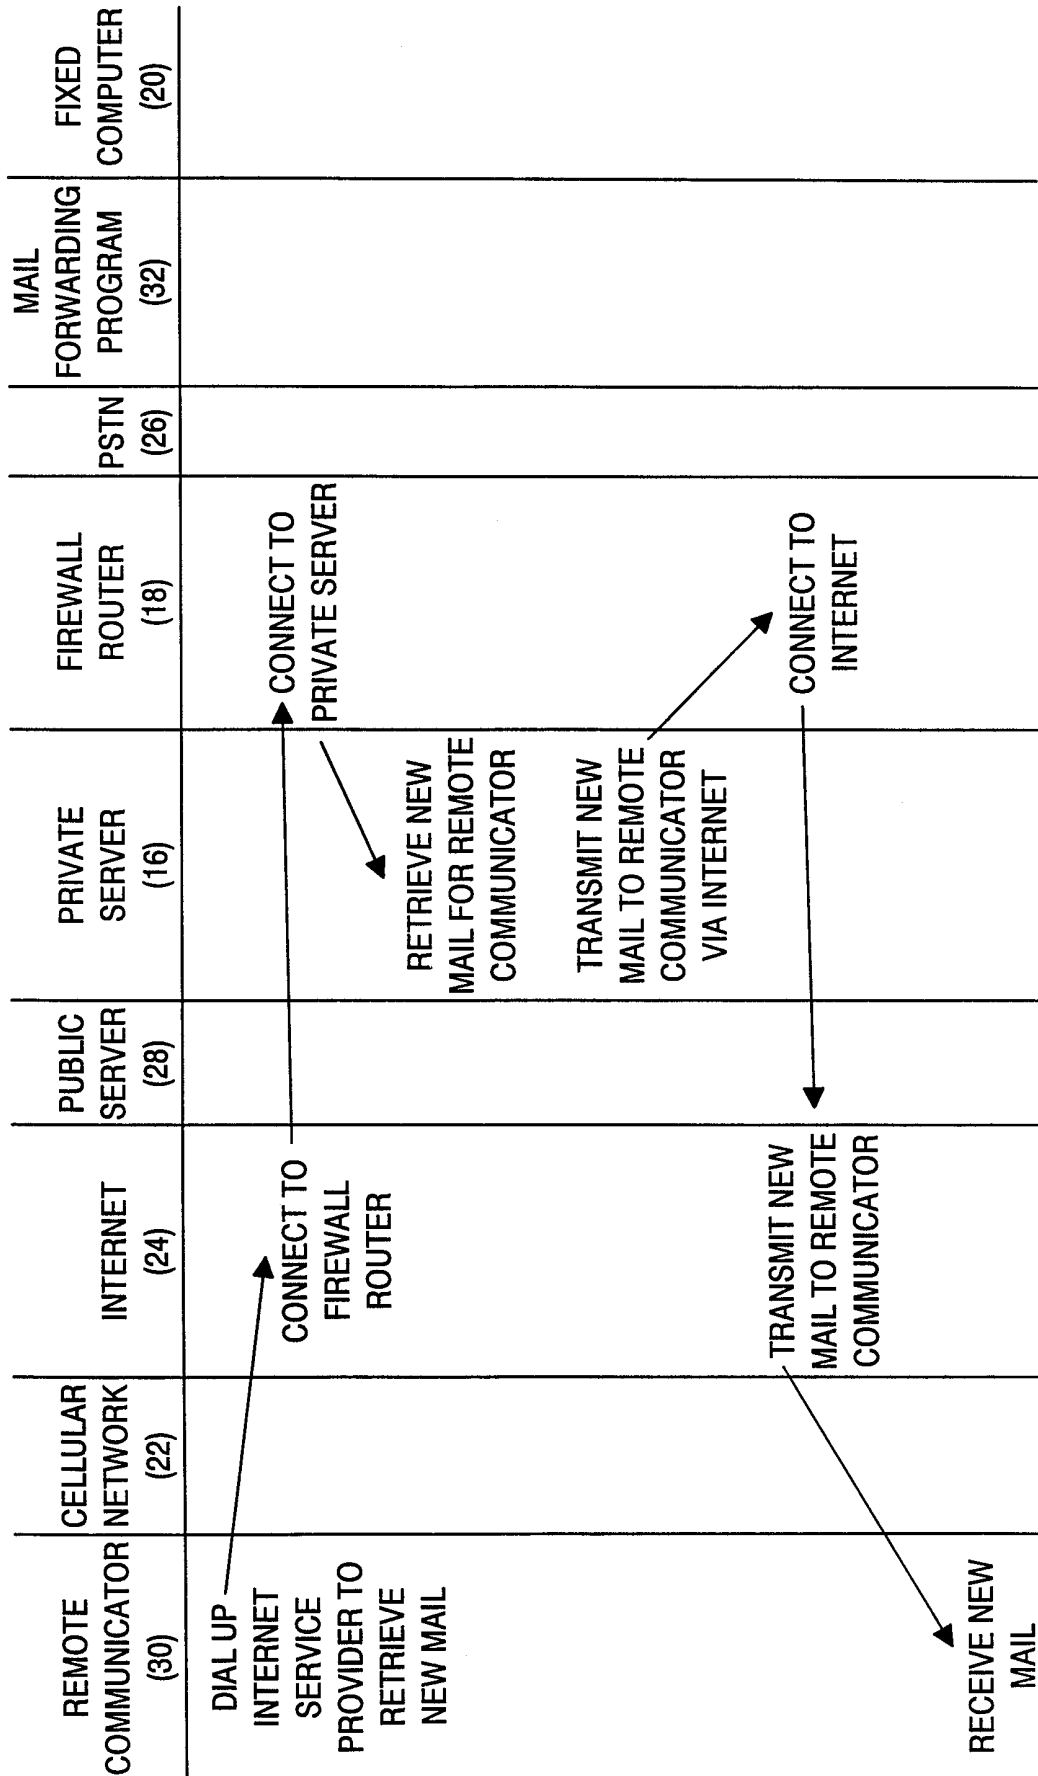 REMOTE
COMMUNICATOR
(30)
CELLULAR
NETWORK
(22)
INTERNET
(24)
PUBLIC
SERVER
(28)
PRIVATE
SERVER
(16)
FIREWALL
ROUTER
(18)
PSTN
(26)
MAIL
FORWARDING
PROGRAM
(32)
FIXED
COMPUTER
(20)
DIAL UP
INTERNET
SERVICE
PROVIDER TO
RETRIEVE
NEW MAIL
CONNECT TO
FIREWALL
ROUTER
CONNECT TO
PRIVATE SERVER
RETRIEVE NEW
MAIL FOR REMOTE
COMMUNICATOR
TRANSMIT NEW
MAIL TO REMOTE
COMMUNICATOR
VIA INTERNET
CONNECT TO
INTERNET
TRANSMIT NEW
MAIL TO REMOTE
COMMUNICATOR
RECEIVE NEW
MAIL